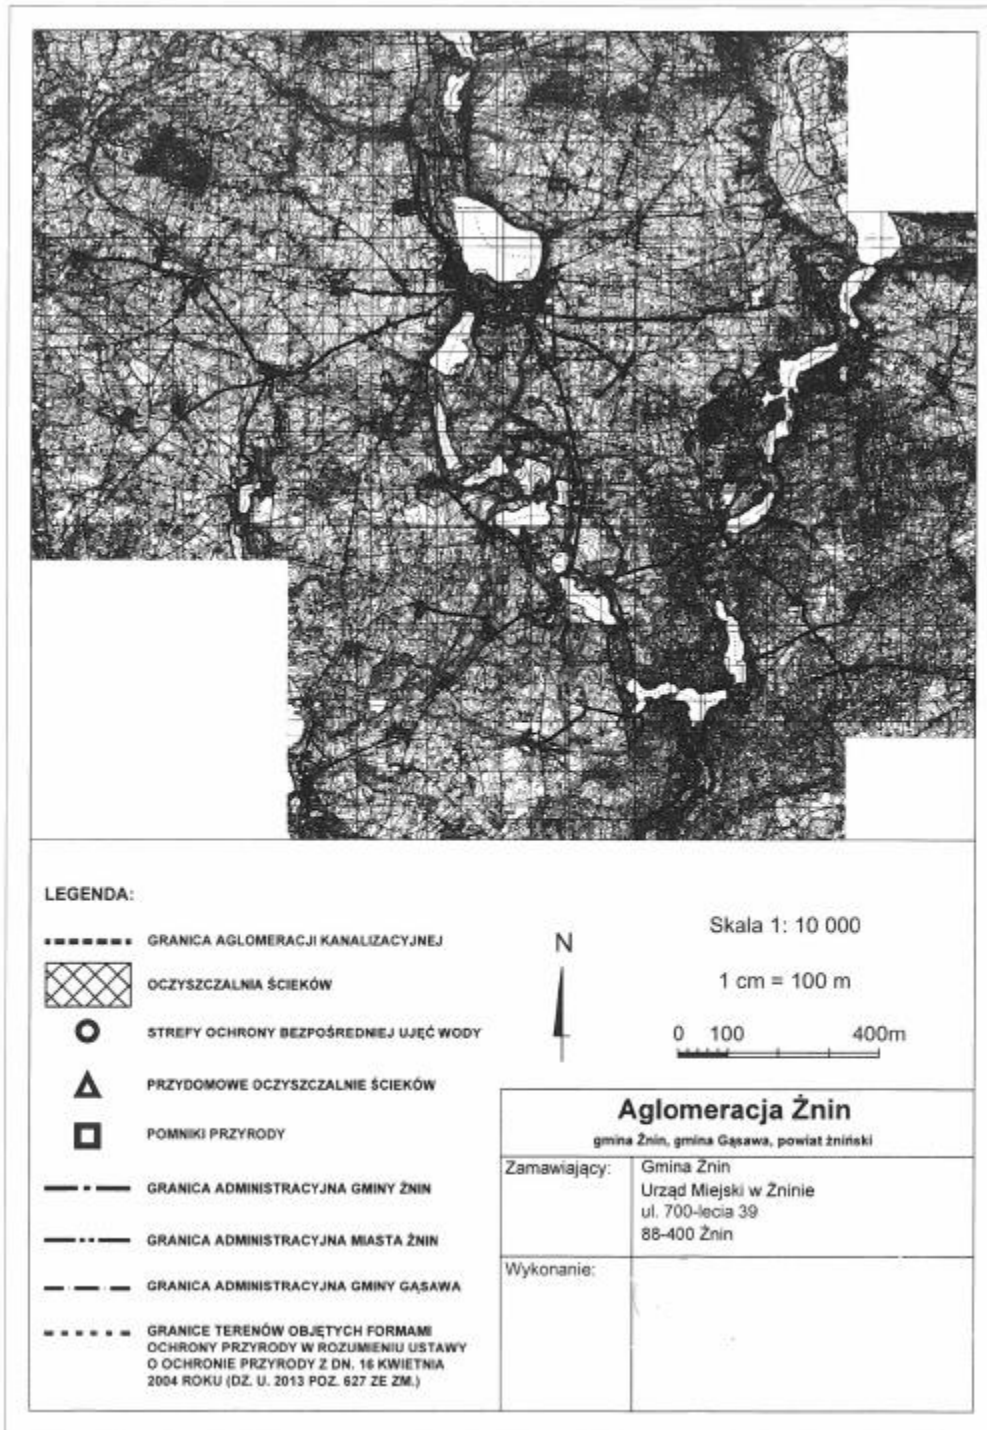 LEGENDA:
GRANICA AGLOMERACJI KANALIZACYJNEJ
OCZYSZCZALNIA ŚCIEKÓW
STREFY OCHRONY BEZPOŚREDNIEJ UJĘĆ WODY
PRZYDOMOWE OCZYSZCZALNIE ŚCIEKÓW
POMNIKI PRZYRODY
GRANICA ADMINISTRACYJNA GMINY ŻNIN
GRANICA ADMINISTRACYJNA MIASTA ŻNIN
GRANICA ADMINISTRACYJNA GMINY GĄSAWA
GRANICE TERENÓW OBJĘTYCH FORMAMI
OCHRONY PRZYRODY W ROZUMIENIU USTAWY
O OCHRONIE PRZYRODY Z DN. 16 KWIETNIA
2004 ROKU (DZ. U. 2013 POZ. 627 ZE ZM.)
N
Skala 1: 10 000
1 cm = 100 m
0 100 400m
Aglomeracja Żnin
gmina Żnin, gmina Gąsawa, powiat żniński
Zamawiający:
Gmina Żnin
Urząd Miejski w Żninie
ul. 700-lecia 39
88-400 Żnin
Wykonanie: